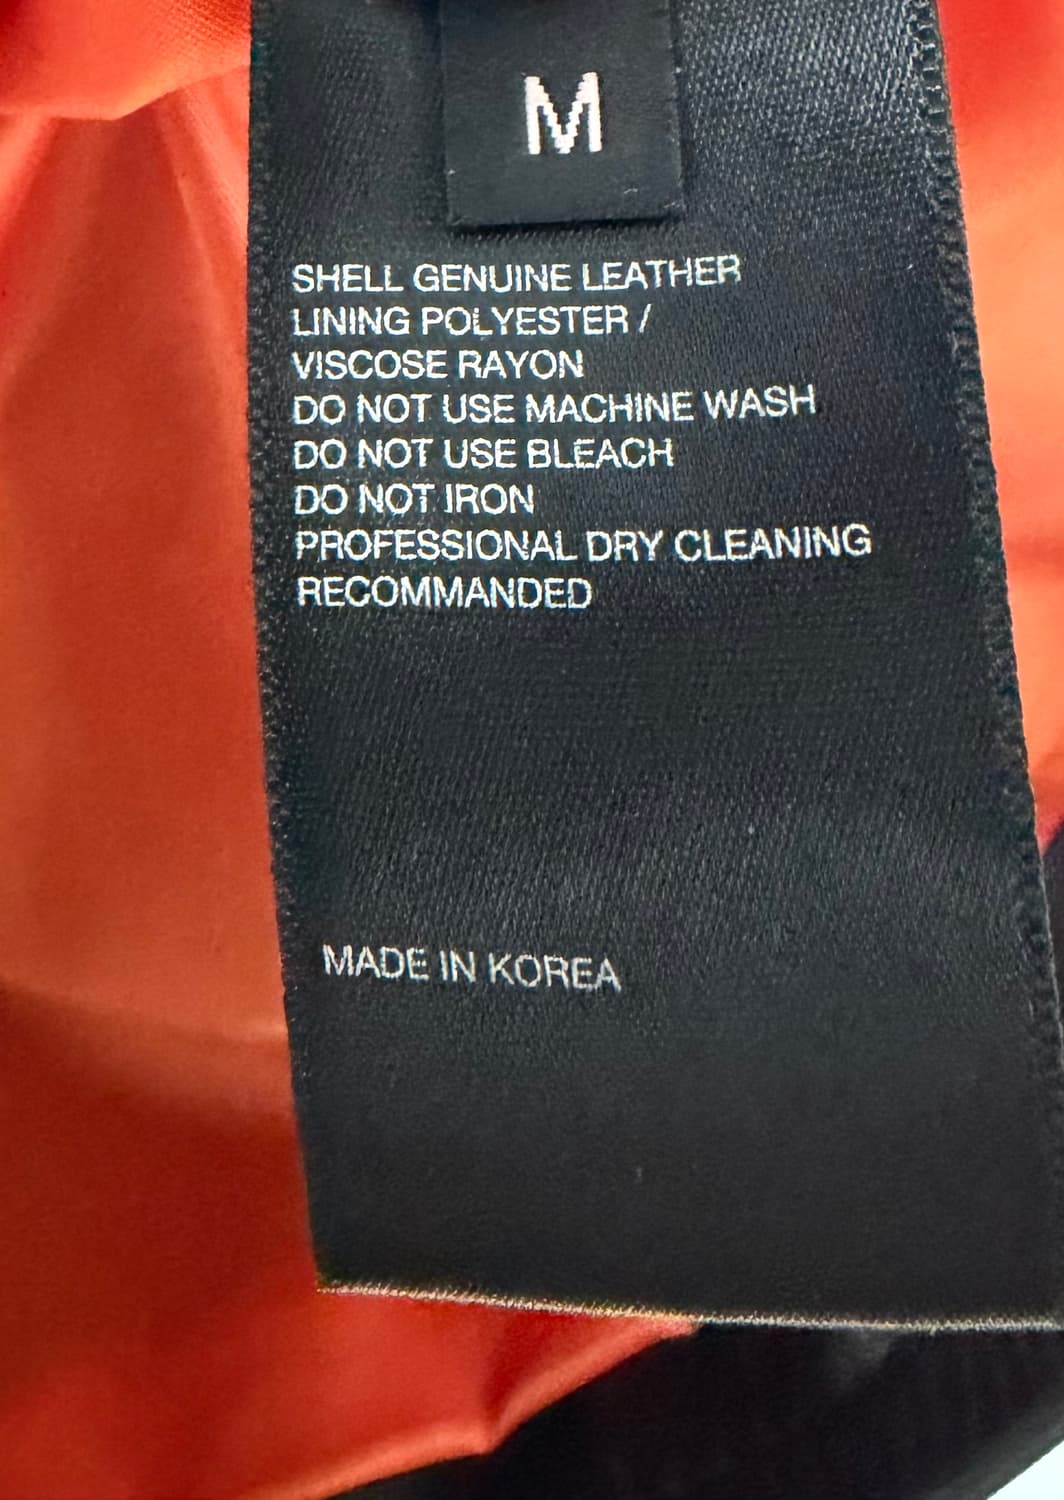 M
SHELL GENUINE LEATHER
LINING POLYESTER /
VISCOSE RAYON
DO NOT USE MACHINE WASH
DO NOT USE BLEACH
DO NOT IRON
PROFESSIONAL DRY CLEANING
RECOMMANDED
MADE IN KOREA